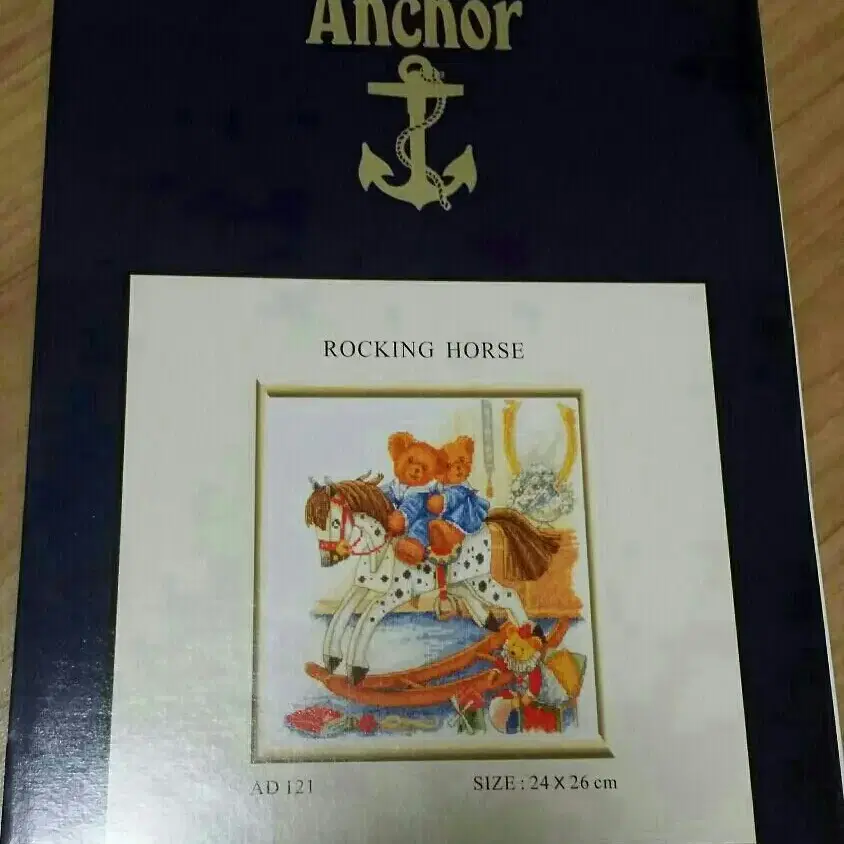 Anchor
ROCKING HORSE
AD 121
SIZE : 24 X 26 cm